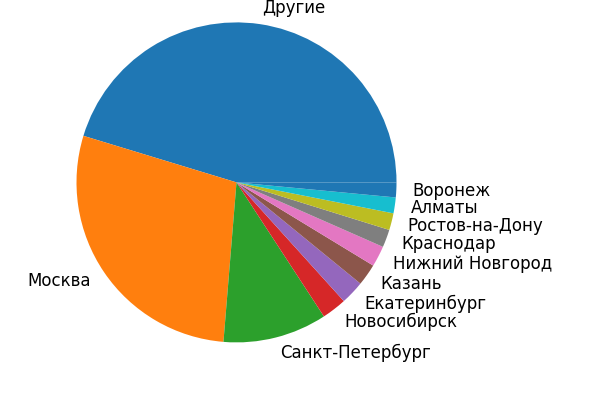 Другие
Воронеж
Алматы
Ростов-на-Дону
Краснодар
Нижний Новгород
Москва
Казань
Екатеринбург
Новосибирск
Санкт-Петербург